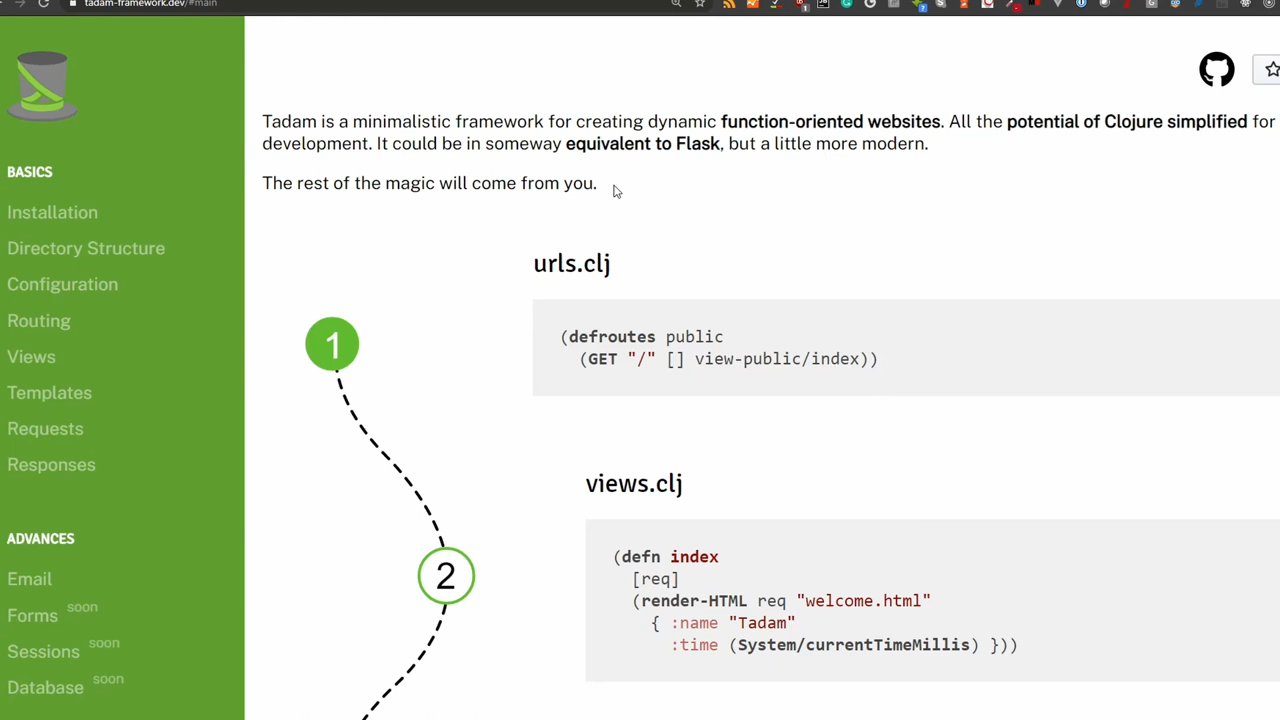 tadam-framework.dev/#main
Tadam is a minimalistic framework for creating dynamic function-oriented websites. All the potential of Clojure simplified for
development. It could be in someway equivalent to Flask, but a little more modern.
The rest of the magic will come from you.
BASICS
Installation
Directory Structure
Configuration
Routing
Views
Templates
Requests
Responses
ADVANCES
Email
Forms soon
Sessions soon
Database soon
1
urls.clj
(defroutes public
(GET "/" [] view-public/index))
2
views.clj
(defn index
[req]
(render-HTML req "welcome.html"
{ :name "Tadam"
:time (System/currentTimeMillis) }))